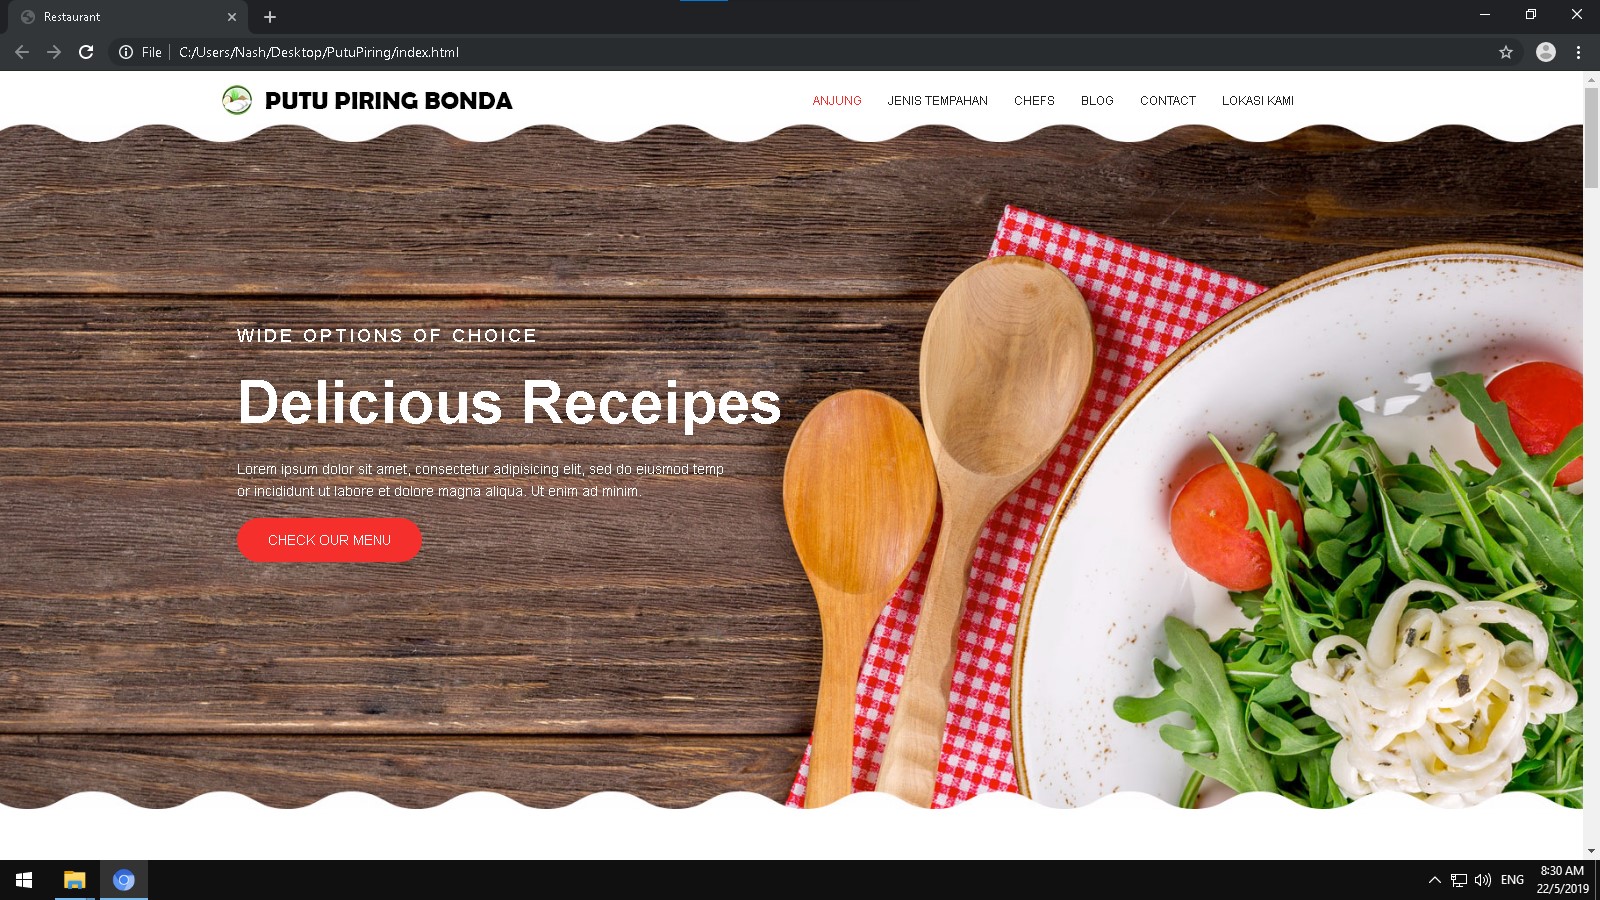 Restaurant
File
C:/Users/Nash/Desktop/PutuPiring/index.html
PUTU PIRING BONDA
ANJUNG JENIS TEMPAHAN CHEFS BLOG CONTACT LOKASI KAMI
WIDE OPTIONS OF CHOICE
Delicious Receipes
Lorem ipsum dolor sit amet, consectetur adipisicing elit, sed do eiusmod temp
or incididunt ut labore et dolore magna aliqua. Ut enim ad minim.
CHECK OUR MENU
ENG
8:30 AM
22/5/2019